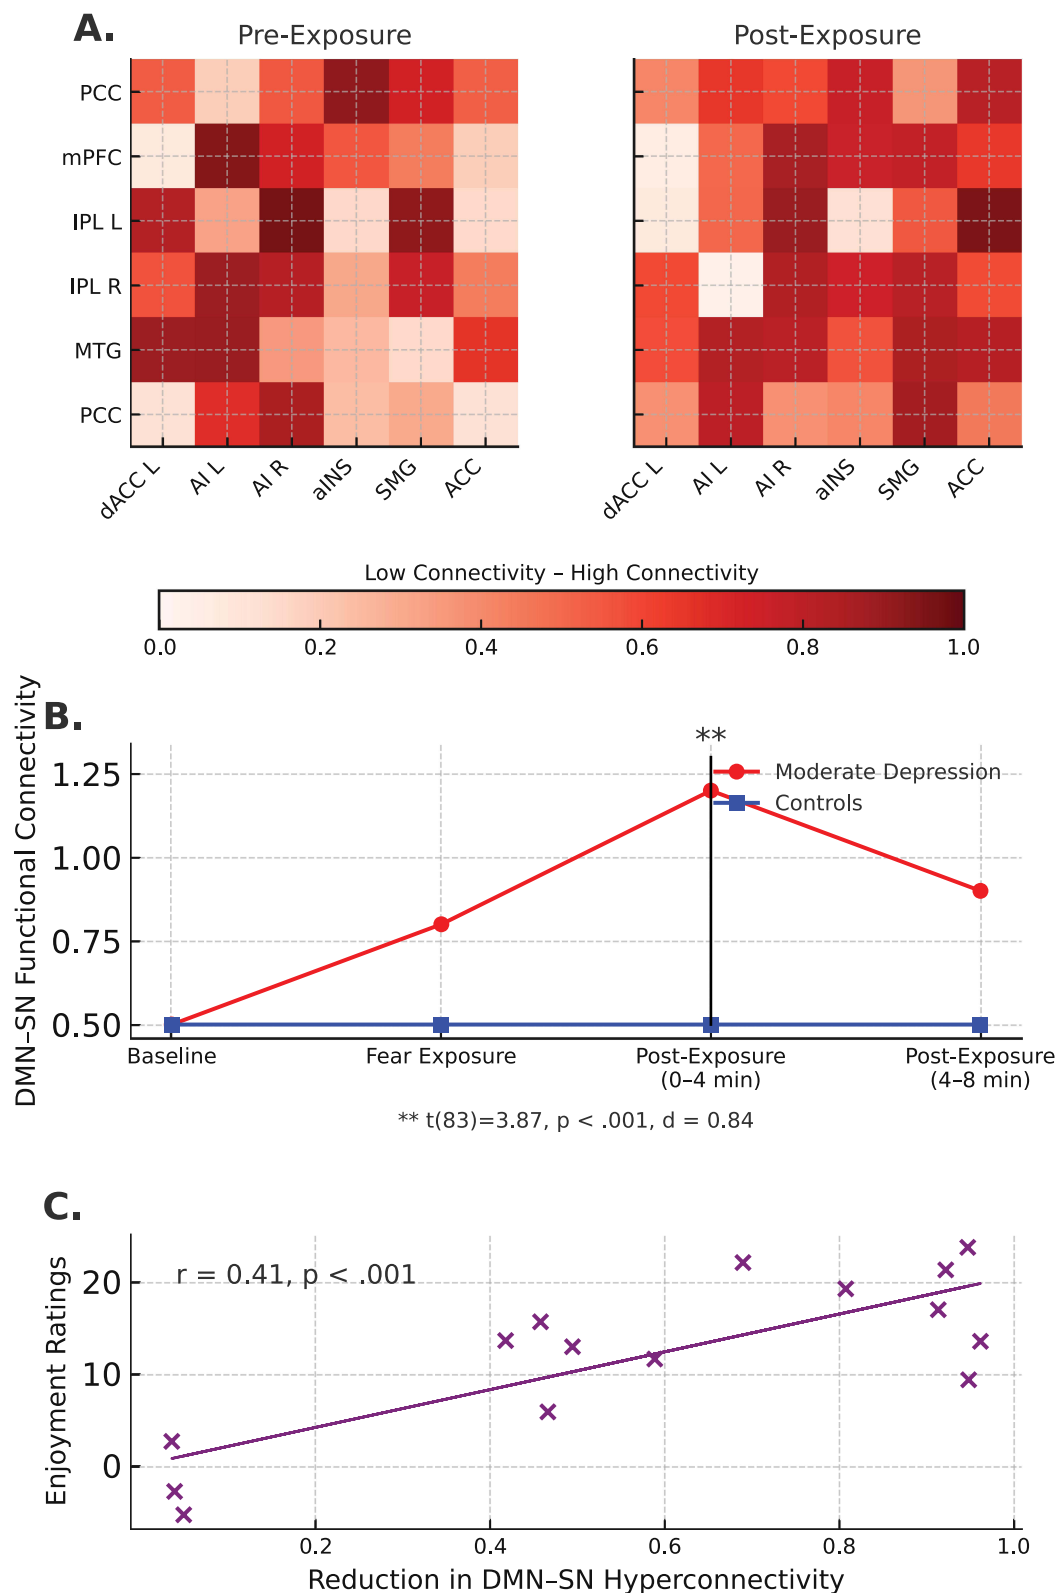 A.
Pre-Exposure
Post-Exposure
PCC
mPFC
IPL L
IPL R
MTG
PCC
dACC L
AI L
AI R
aINS
SMG
ACC
dACC L
AI L
AI R
aINS
SMG
ACC
Low Connectivity – High Connectivity
0.0
0.2
0.4
0.6
0.8
1.0
B.
DMN–SN Functional Connectivity
1.25
1.00
0.75
0.50
**
Moderate Depression
Controls
Baseline
Fear Exposure
Post-Exposure
(0–4 min)
Post-Exposure
(4–8 min)
** t(83)=3.87, p < .001, d = 0.84
C.
Enjoyment Ratings
20
10
0
r = 0.41, p < .001
0.2
0.4
0.6
0.8
1.0
Reduction in DMN–SN Hyperconnectivity